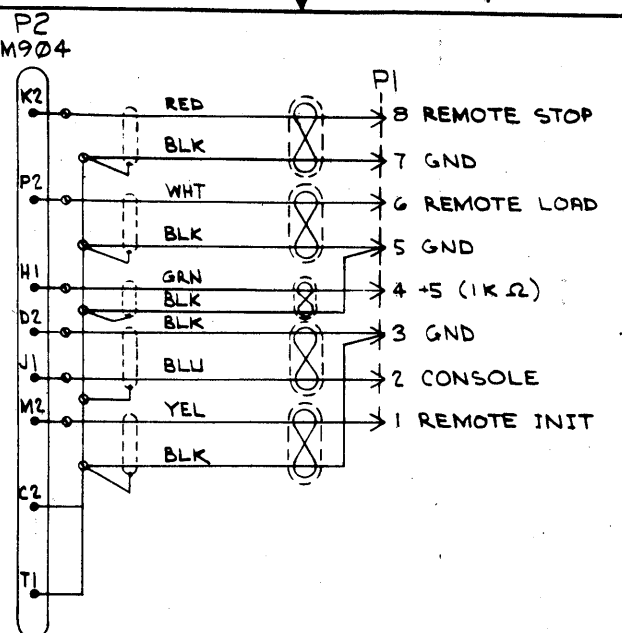 P2
M9Ø4
P1
K2 RED 8 REMOTE STOP
BLK 7 GND
P2 WHT 6 REMOTE LOAD
BLK 5 GND
H1 GRN 4 +5 (1K Ω)
BLK
D2 BLK 3 GND
J1 BLU 2 CONSOLE
M2 YEL 1 REMOTE INIT
BLK
C2
T1